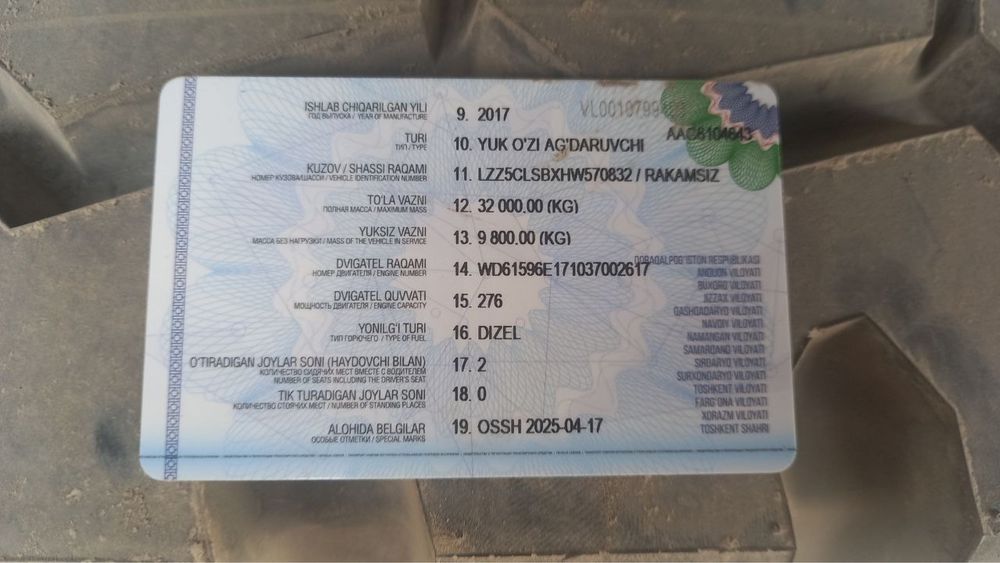 VL0010799
AAC8104643
ISHLAB CHIQARILGAN YILI 9. 2017
ГОД ВЫПУСКА / YEAR OF MANUFACTURE
TURI 10. YUK O'ZI AG'DARUVCHI
ТИП / TYPE
KUZOV / SHASSI RAQAMI 11. LZZ5CLSBXHW570832 / RAKAMSIZ
НОМЕР КУЗОВА/ШАССИ / VEHICLE IDENTIFICATION NUMBER
TO'LA VAZNI 12. 32 000.00 (KG)
ПОЛНАЯ МАССА / MAXIMUM MASS
YUKSIZ VAZNI 13. 9 800.00 (KG)
МАССА БЕЗ НАГРУЗКИ / MASS OF THE VEHICLE IN SERVICE
DVIGATEL RAQAMI 14. WD61596E171037002617
НОМЕР ДВИГАТЕЛЯ / ENGINE NUMBER
DVIGATEL QUVVATI 15. 276
МОЩНОСТЬ ДВИГАТЕЛЯ / ENGINE CAPACITY
YONILG'I TURI 16. DIZEL
ТИП ГОРЮЧЕГО / TYPE OF FUEL
O'TIRADIGAN JOYLAR SONI (HAYDOVCHI BILAN) 17. 2
КОЛИЧЕСТВО СИДЯЧИХ МЕСТ ВМЕСТЕ С ВОДИТЕЛЕМ
NUMBER OF SEATS INCLUDING THE DRIVER'S SEAT
TIK TURADIGAN JOYLAR SONI 18. 0
КОЛИЧЕСТВО СТОЯЧИХ МЕСТ / NUMBER OF STANDING PLACES
ALOHIDA BELGILAR 19. OSSH 2025-04-17
ОСОБЫЕ ОТМЕТКИ / SPECIAL MARKS
QORAQALPOG'ISTON RESPUBLIKASI
ANDIJON VILOYATI
BUXORO VILOYATI
JIZZAX VILOYATI
QASHQADARYO VILOYATI
NAVOIY VILOYATI
NAMANGAN VILOYATI
SAMARQAND VILOYATI
SIRDARYO VILOYATI
SURXONDARYO VILOYATI
TOSHKENT VILOYATI
FARG'ONA VILOYATI
XORAZM VILOYATI
TOSHKENT SHAHRI